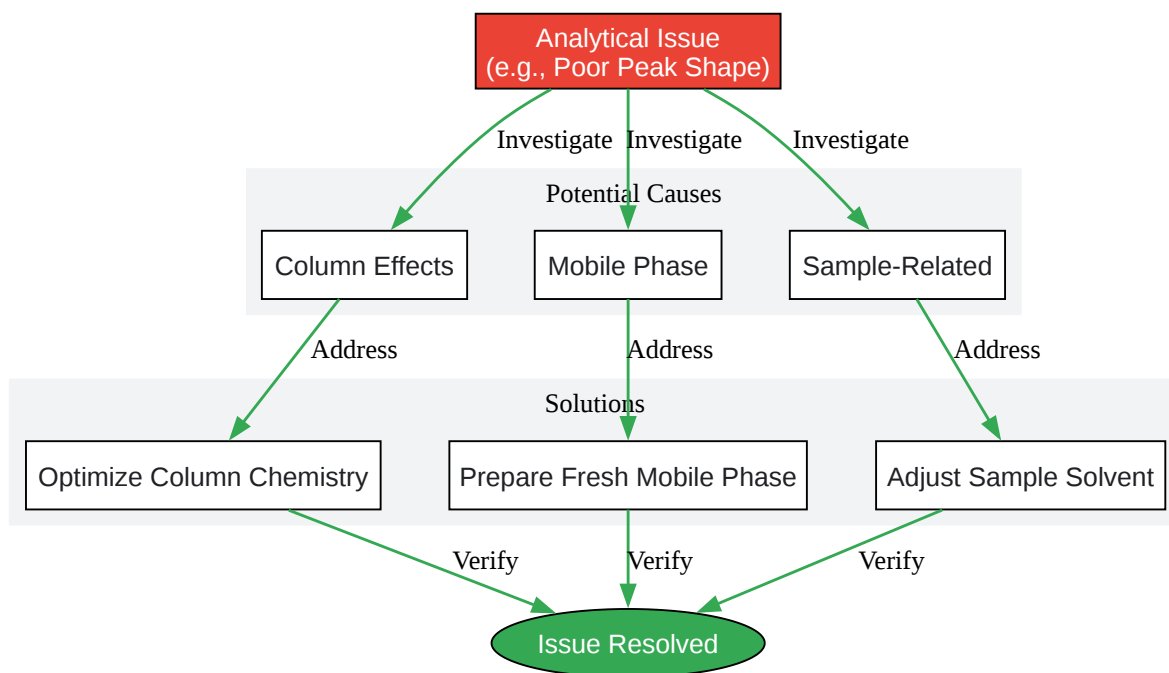 Analytical Issue
(e.g., Poor Peak Shape)
Investigate
Investigate
Investigate
Potential Causes
Column Effects
Mobile Phase
Sample-Related
Address
Address
Address
Solutions
Optimize Column Chemistry
Prepare Fresh Mobile Phase
Adjust Sample Solvent
Verify
Verify
Verify
Issue Resolved